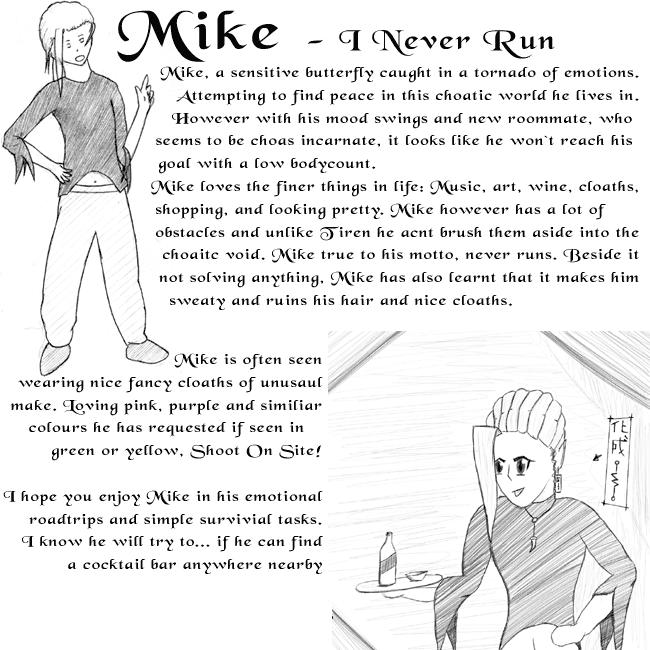 Mike - I Never Run
Mike, a sensitive butterfly caught in a tornado of emotions.
Attempting to find peace in this choatic world he lives in.
However with his mood swings and new roommate, who
seems to be choas incarnate, it looks like he won`t reach his
goal with a low bodycount.
Mike loves the finer things in life: Music, art, wine, cloaths,
shopping, and looking pretty. Mike however has a lot of
obstacles and unlike Tiren he acnt brush them aside into the
choaitc void. Mike true to his motto, never runs. Beside it
not solving anything, Mike has also learnt that it makes him
sweaty and ruins his hair and nice cloaths.
Mike is often seen
wearing nice fancy cloaths of unusaul
make. Loving pink, purple and similiar
colours he has requested if seen in
green or yellow, Shoot On Site!
I hope you enjoy Mike in his emotional
roadtrips and simple survivial tasks.
I know he will try to... if he can find
a cocktail bar anywhere nearby